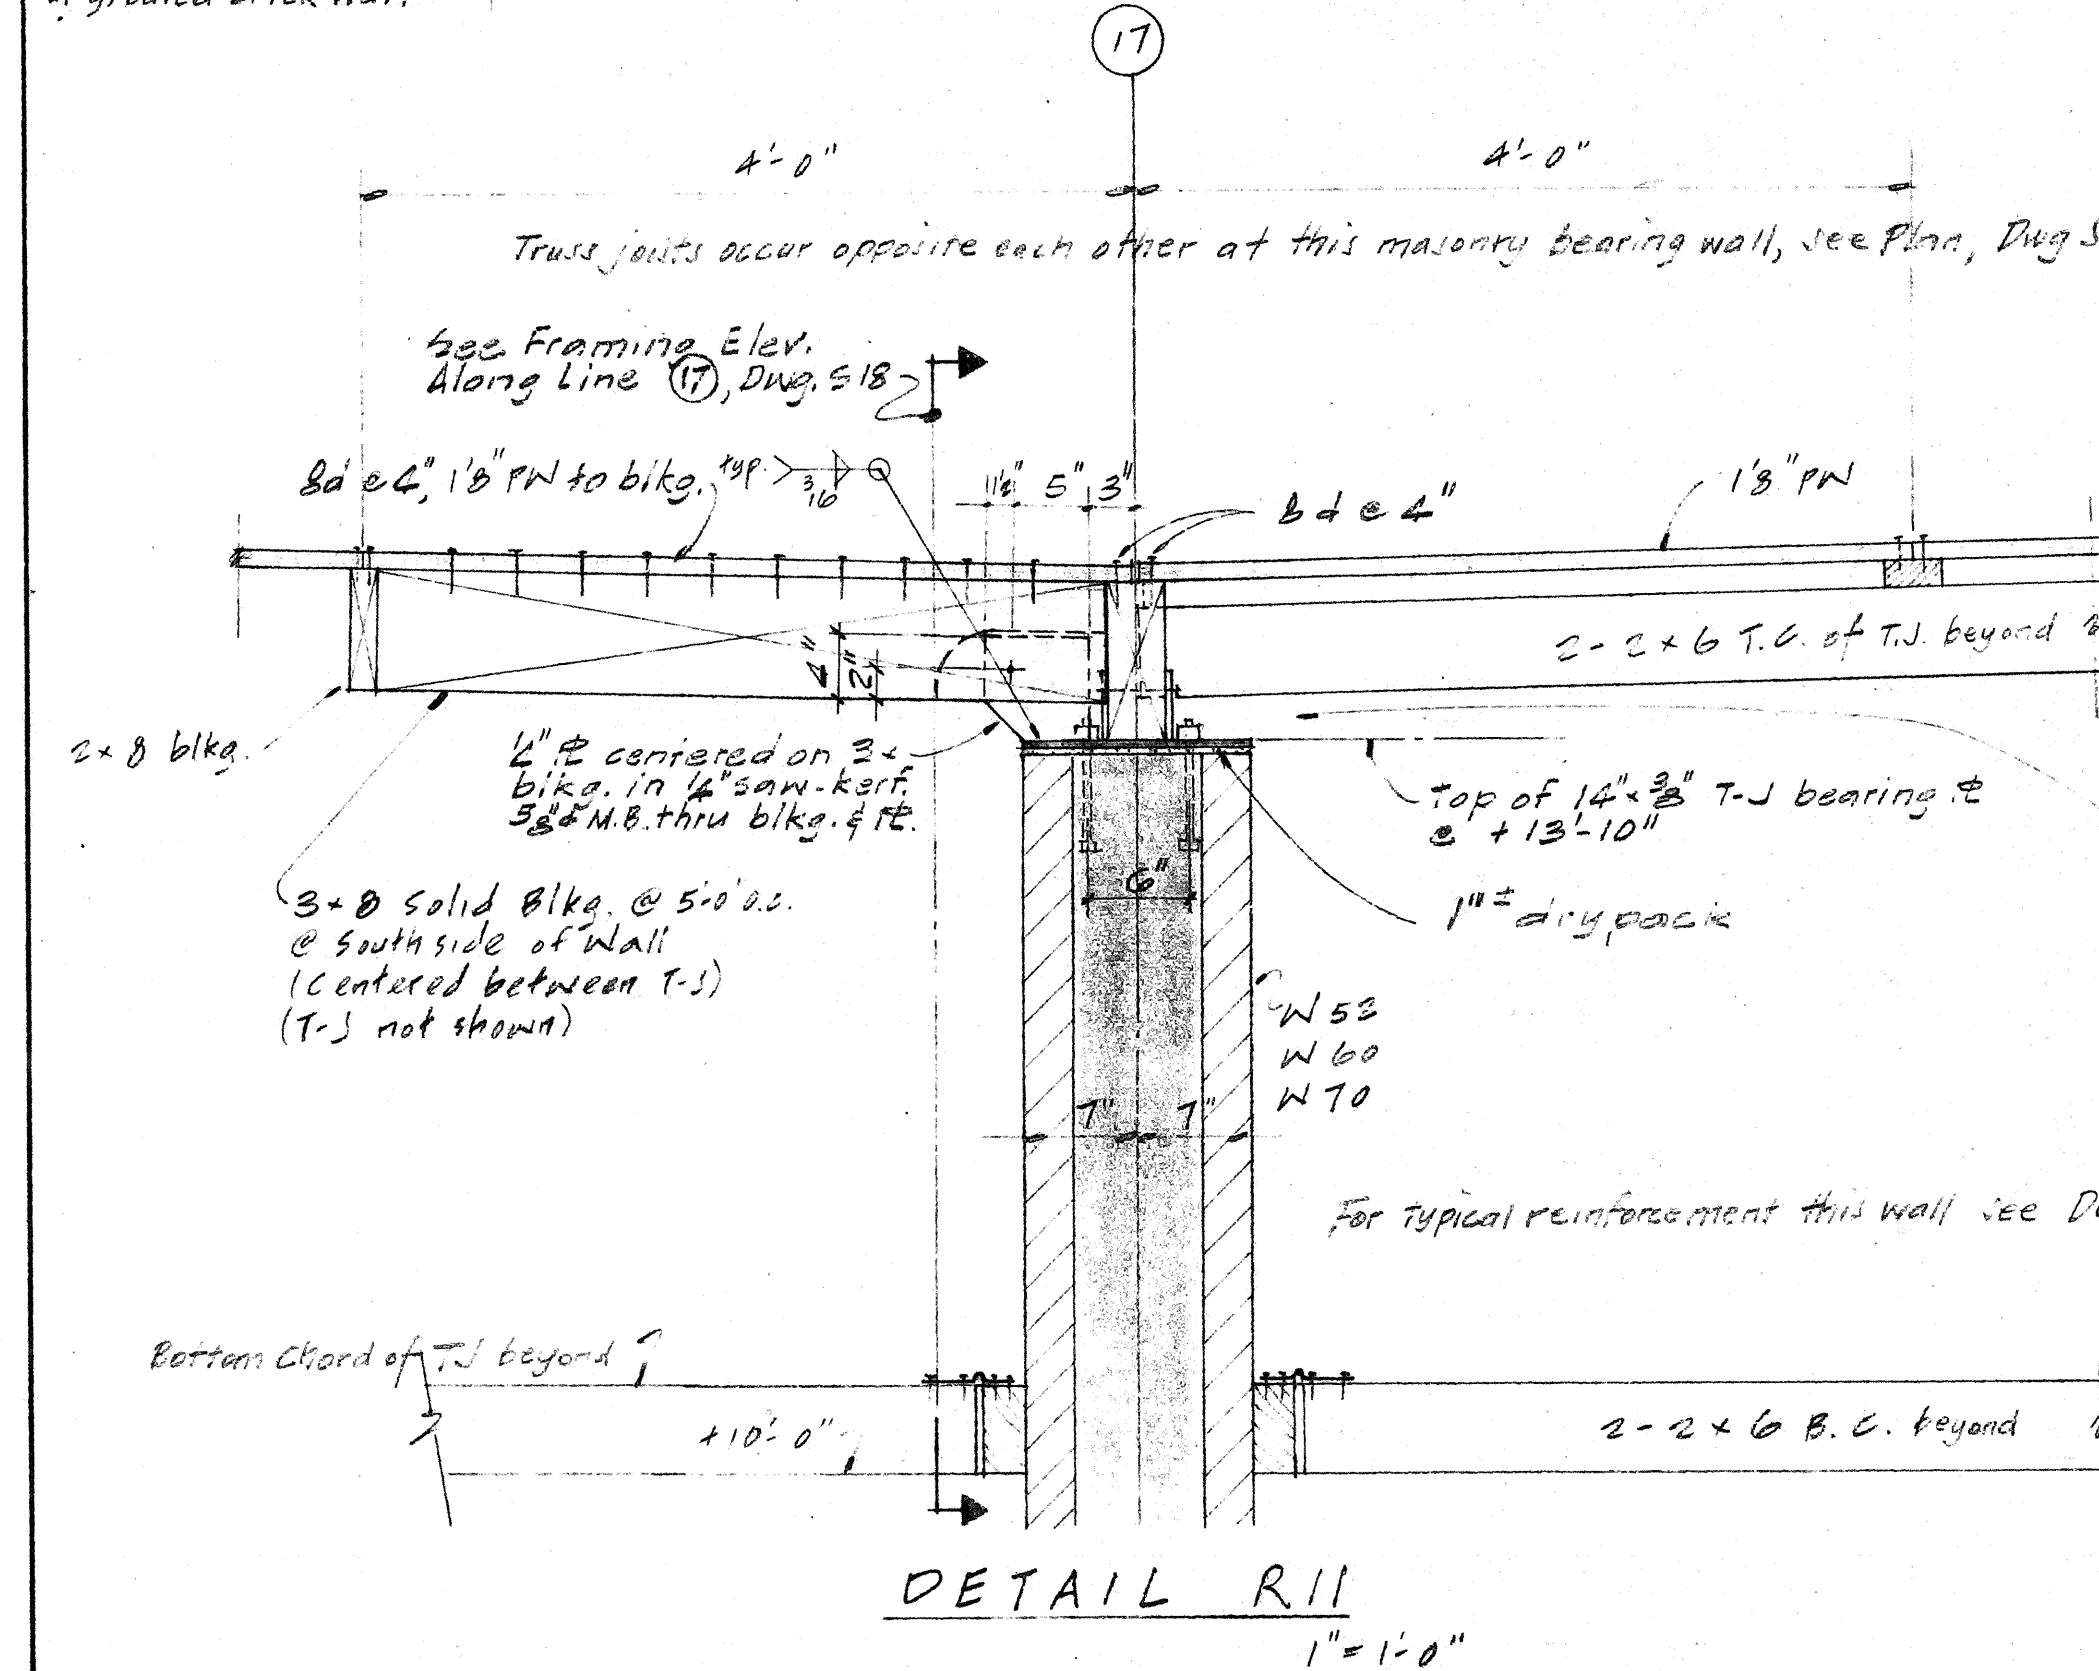 17
4'-0"
4'-0"
Truss joists occur opposite each other at this masonry bearing wall, see Plan, Dwg S
See Framing Elev.
Along Line 17, Dwg. S18
8d @ 4", 1 1/8" PW to blkg. typ.
3/16
1 1/2" 5" 3"
8d @ 4"
1 1/8" PW
2-2x6 T.C. of T.J. beyond
4"
2"
2x8 blkg.
℄ centered on 3x
blkg. in 1/4" saw-kerf.
M.B. thru blkg. & ℄.
top of 14"x3/8" T-J bearing ℄
@ +13'-10"
6"
1"± dry pack
3x8 Solid Blkg. @ 5'-0" o.c.
@ South side of Wall
(Centered between T-J)
(T-J not shown)
W 52
W 60
W 70
7" 7"
For typical reinforcement this wall see
Bottom Chord of TJ beyond
+10'-0"
2-2x6 B.C. beyond
DETAIL R11
1" = 1'-0"